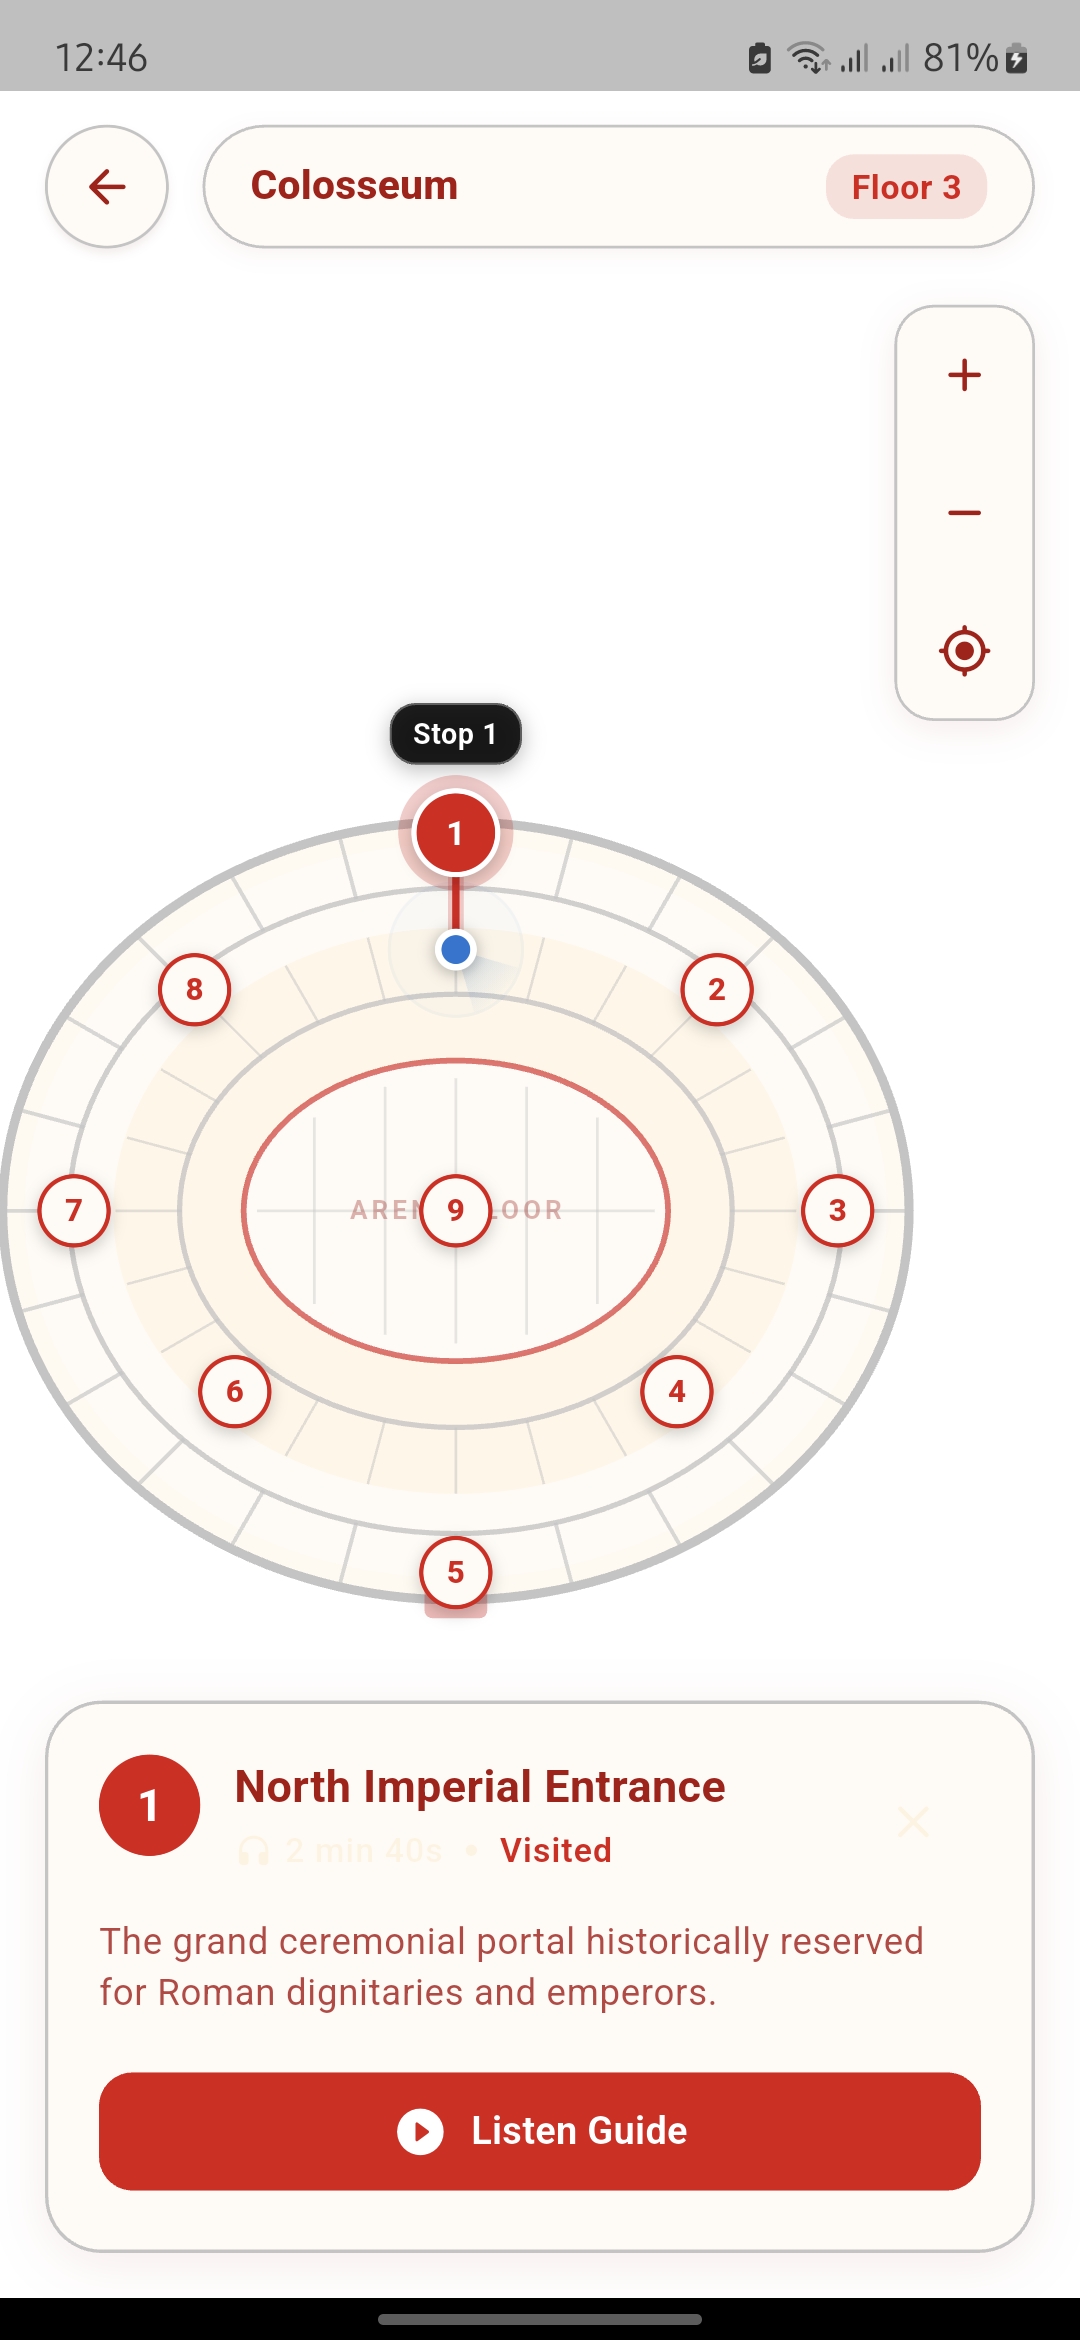 12:46
81%
Colosseum
Floor 3
Stop 1
1
8
2
7
AREN
9
LOOR
3
6
4
5
1
North Imperial Entrance
2 min 40s • Visited
The grand ceremonial portal historically reserved
for Roman dignitaries and emperors.
Listen Guide